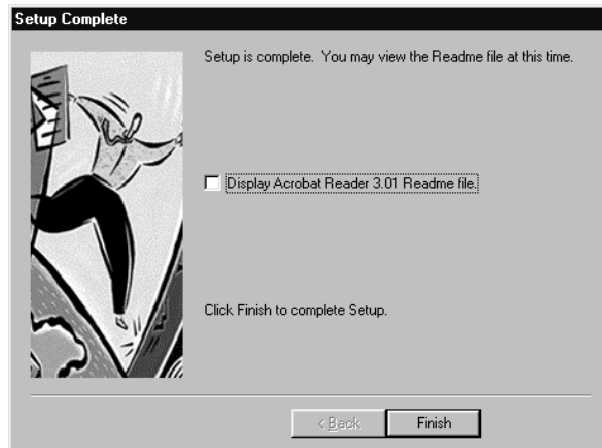 Setup Complete
Setup is complete.  You may view the Readme file at this time.
Display Acrobat Reader 3.01 Readme file.
Click Finish to complete Setup.
< Back
Finish